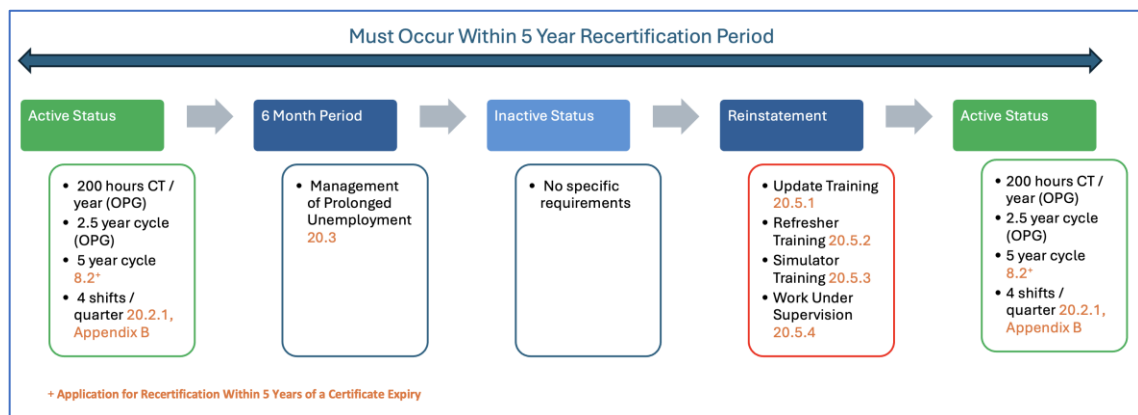 Must Occur Within 5 Year Recertification Period
Active Status
6 Month Period
Inactive Status
Reinstatement
Active Status
• 200 hours CT /
year (OPG)
• 2.5 year cycle
(OPG)
• 5 year cycle
8.2+
• 4 shifts /
quarter 20.2.1,
Appendix B
• Management
of Prolonged
Unemployment
20.3
• No specific
requirements
• Update Training
20.5.1
• Refresher
Training 20.5.2
• Simulator
Training 20.5.3
• Work Under
Supervision
20.5.4
• 200 hours CT /
year (OPG)
• 2.5 year cycle
(OPG)
• 5 year cycle
8.2+
• 4 shifts /
quarter 20.2.1,
Appendix B
+ Application for Recertification Within 5 Years of a Certificate Expiry